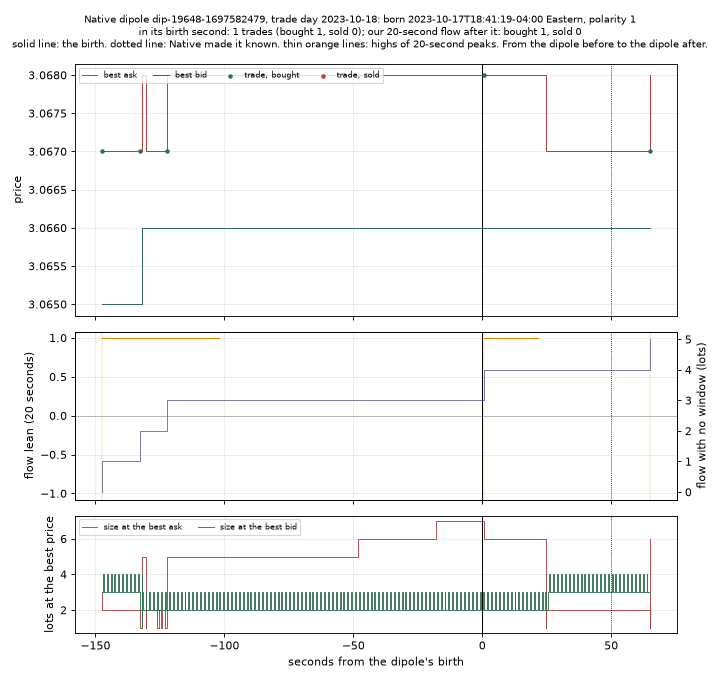 Native dipole dip-19648-1697582479, trade day 2023-10-18: born 2023-10-17T18:41:19-04:00 Eastern, polarity 1
in its birth second: 1 trades (bought 1, sold 0); our 20-second flow after it: bought 1, sold 0
solid line: the birth. dotted line: Native made it known. thin orange lines: highs of 20-second peaks. From the dipole before to the dipole after.
best ask
best bid
trade, bought
trade, sold
3.0680
3.0675
3.0670
3.0665
3.0660
3.0655
3.0650
price
1.0
0.5
0.0
−0.5
−1.0
flow lean (20 seconds)
5
4
3
2
1
0
flow with no window (lots)
size at the best ask
size at the best bid
6
4
2
lots at the best price
−150
−100
−50
0
50
seconds from the dipole's birth